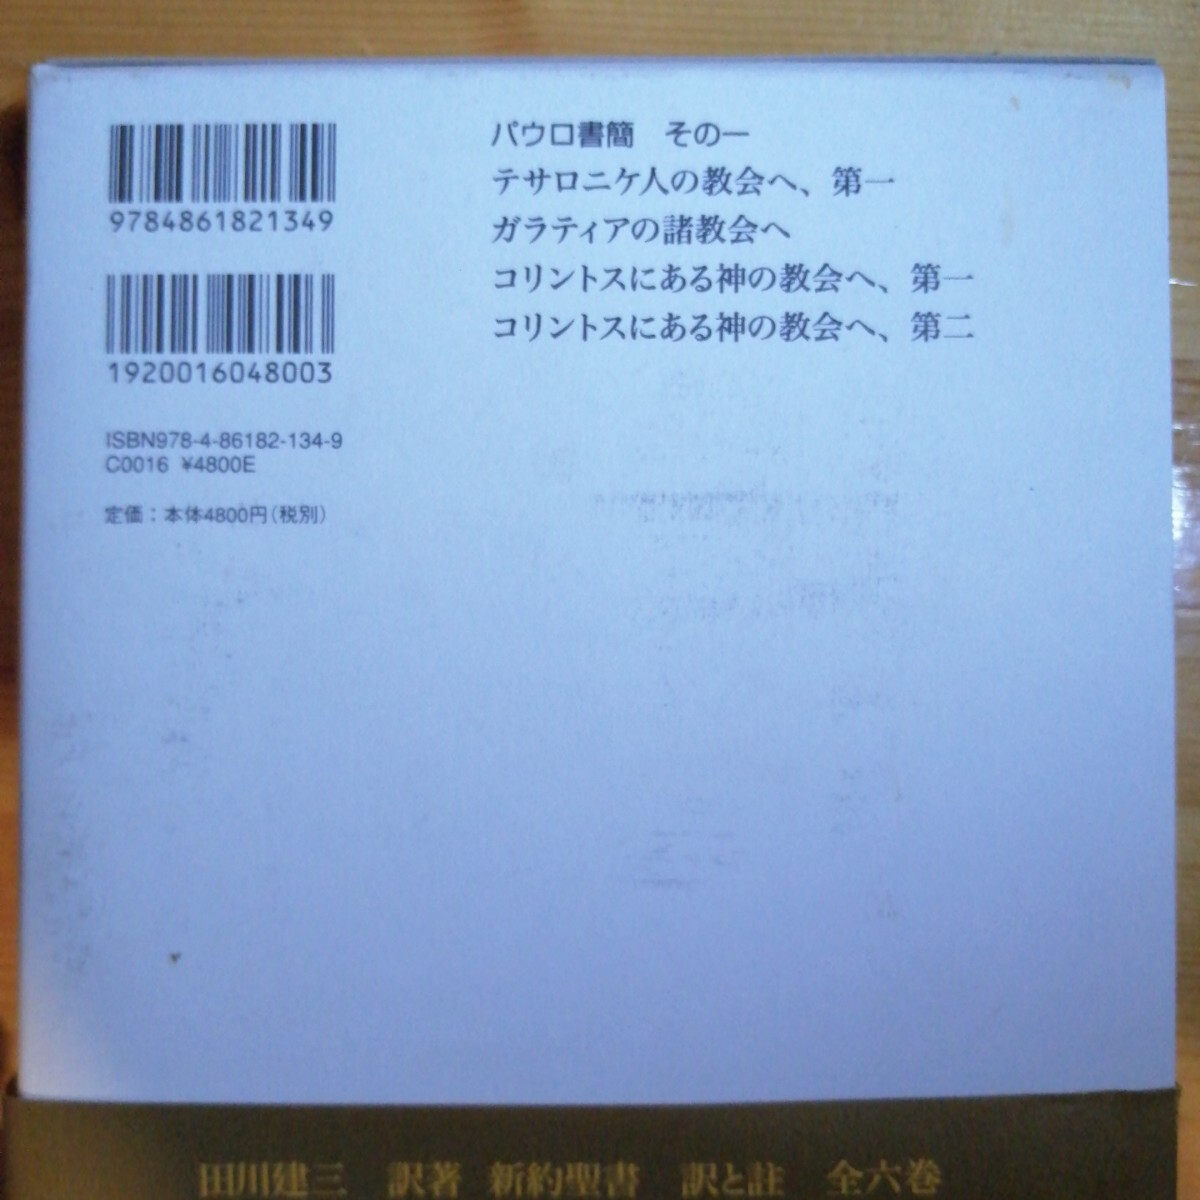 9784861821349
1920016048003
ISBN978-4-86182-134-9
C0016 ¥4800E
定価：本体4800円（税別）
パウロ書簡　その一
テサロニケ人の教会へ、第一
ガラティアの諸教会へ
コリントスにある神の教会へ、第一
コリントスにある神の教会へ、第二
田川建三　訳著　新約聖書　訳と註　全六巻